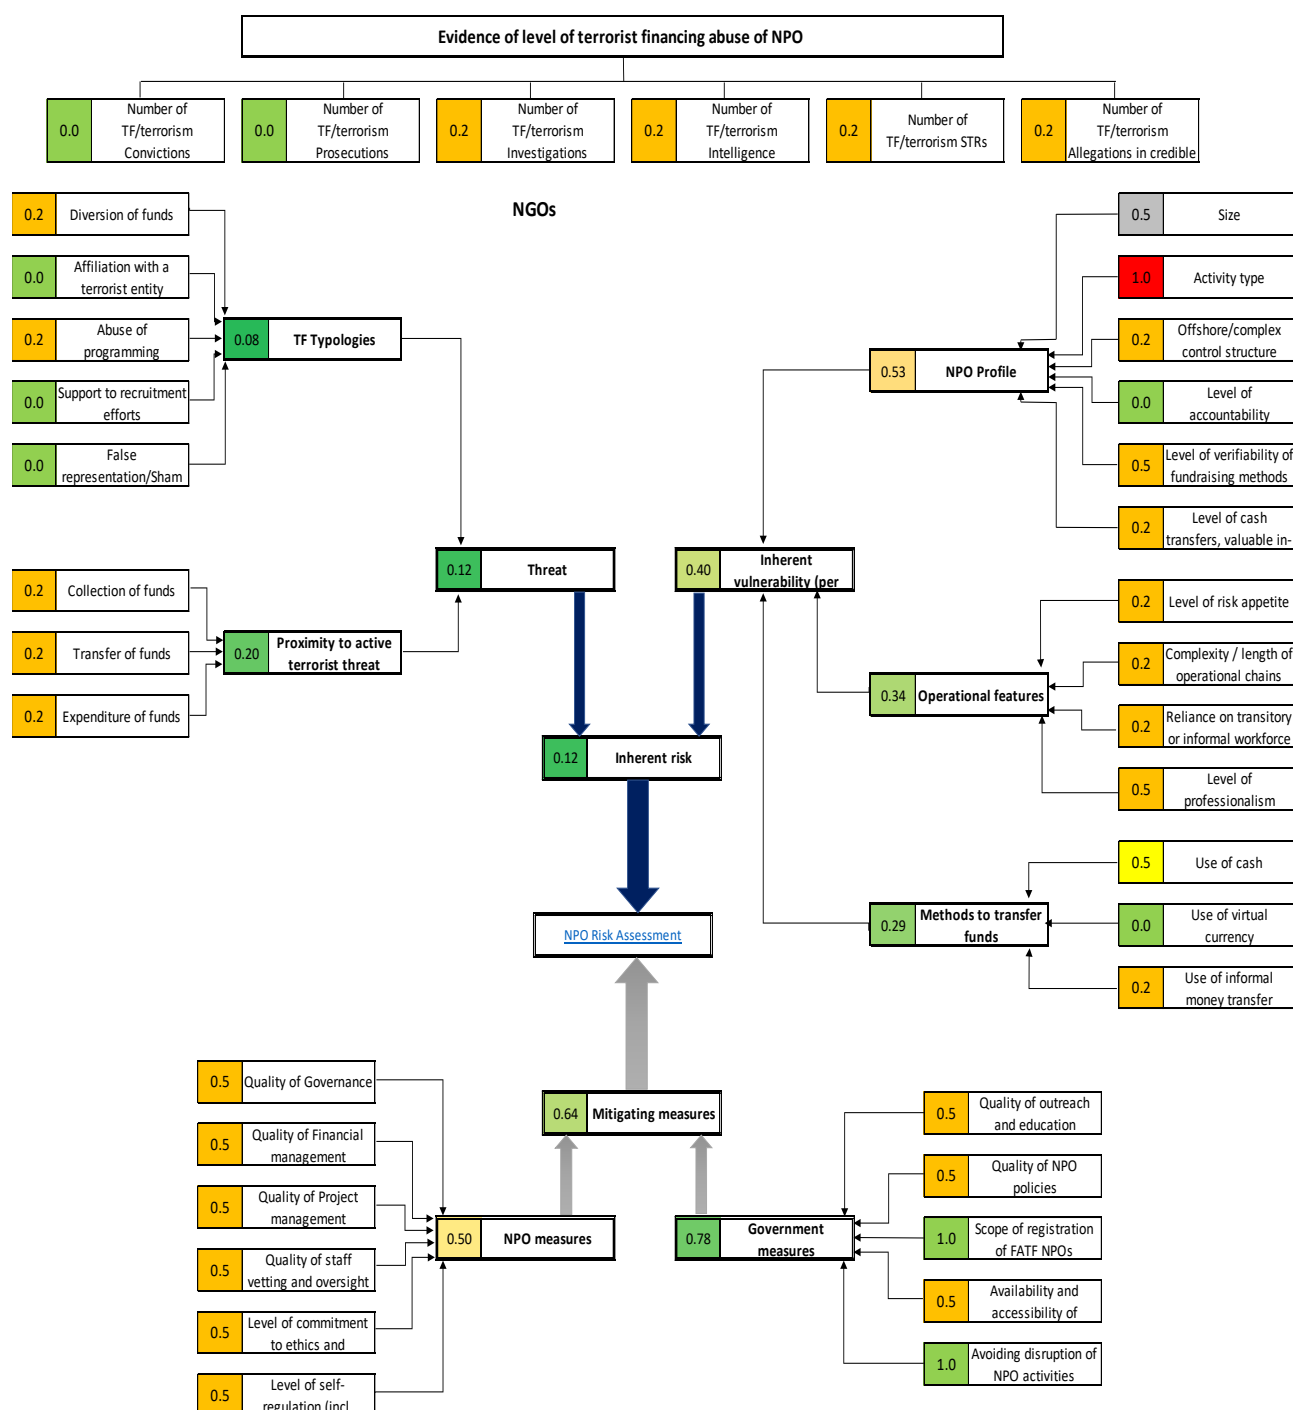 Evidence of level of terrorist financing abuse of NPO
0.0
Number of
TF/terrorism
Convictions
0.0
Number of
TF/terrorism
Prosecutions
0.2
Number of
TF/terrorism
Investigations
0.2
Number of
TF/terrorism
Intelligence
0.2
Number of
TF/terrorism STRs
0.2
Number of
TF/terrorism
Allegations in credible
NGOs
0.2
Diversion of funds
0.0
Affiliation with a
terrorist entity
0.2
Abuse of
programming
0.0
Support to recruitment
efforts
0.0
False
representation/Sham
0.08
TF Typologies
0.2
Collection of funds
0.2
Transfer of funds
0.2
Expenditure of funds
0.20
Proximity to active
terrorist threat
0.12
Threat
0.40
Inherent
vulnerability (per
0.12
Inherent risk
NPO Risk Assessment
0.5
Size
1.0
Activity type
0.2
Offshore/complex
control structure
0.0
Level of
accountability
0.5
Level of verifiability of
fundraising methods
0.2
Level of cash
transfers, valuable in-
0.53
NPO Profile
0.2
Level of risk appetite
0.2
Complexity / length of
operational chains
0.2
Reliance on transitory
or informal workforce
0.5
Level of
professionalism
0.34
Operational features
0.5
Use of cash
0.0
Use of virtual
currency
0.2
Use of informal
money transfer
0.29
Methods to transfer
funds
0.64
Mitigating measures
0.5
Quality of Governance
0.5
Quality of Financial
management
0.5
Quality of Project
management
0.5
Quality of staff
vetting and oversight
0.5
Level of commitment
to ethics and
0.5
Level of self-
regulation (incl
0.50
NPO measures
0.78
Government
measures
0.5
Quality of outreach
and education
0.5
Quality of NPO
policies
1.0
Scope of registration
of FATF NPOs
0.5
Availability and
accessibility of
1.0
Avoiding disruption of
NPO activities